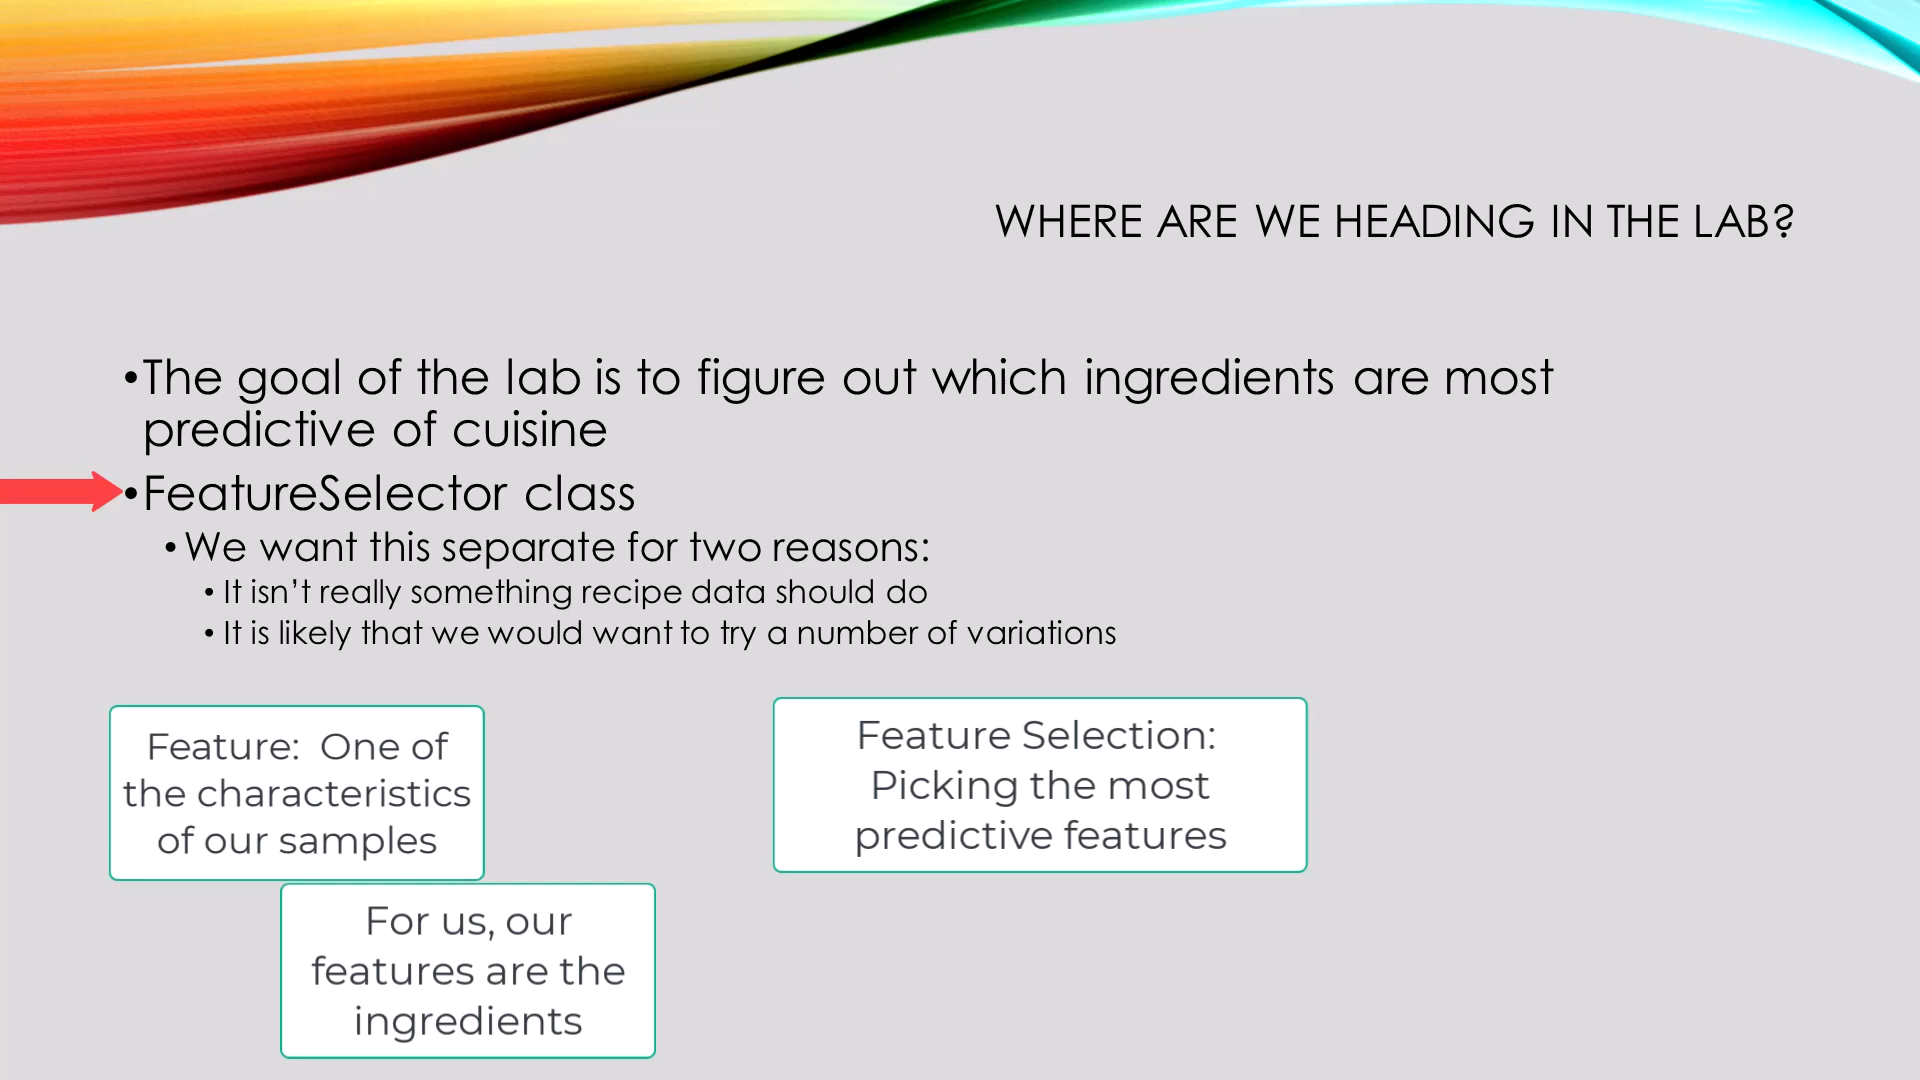 WHERE ARE WE HEADING IN THE LAB?
•The goal of the lab is to figure out which ingredients are most
predictive of cuisine
•FeatureSelector class
•We want this separate for two reasons:
• It isn’t really something recipe data should do
• It is likely that we would want to try a number of variations
Feature: One of
the characteristics
of our samples
For us, our
features are the
ingredients
Feature Selection:
Picking the most
predictive features